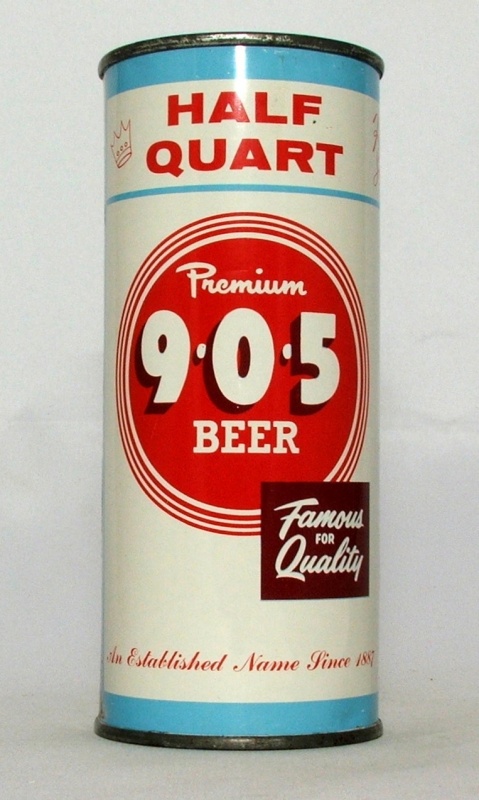 HALF
QUART
Premium
9·0·5
BEER
Famous
FOR
Quality
An Established Name Since 1887